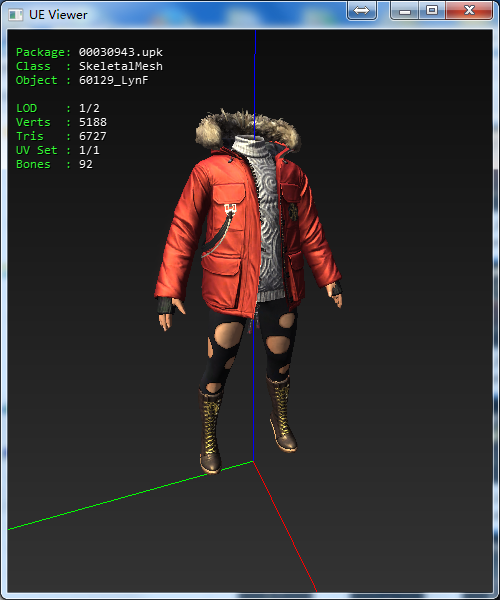 UE Viewer
Package: 00030943.upk
Class : SkeletalMesh
Object : 60129_LynF
LOD : 1/2
Verts : 5188
Tris : 6727
UV Set : 1/1
Bones : 92